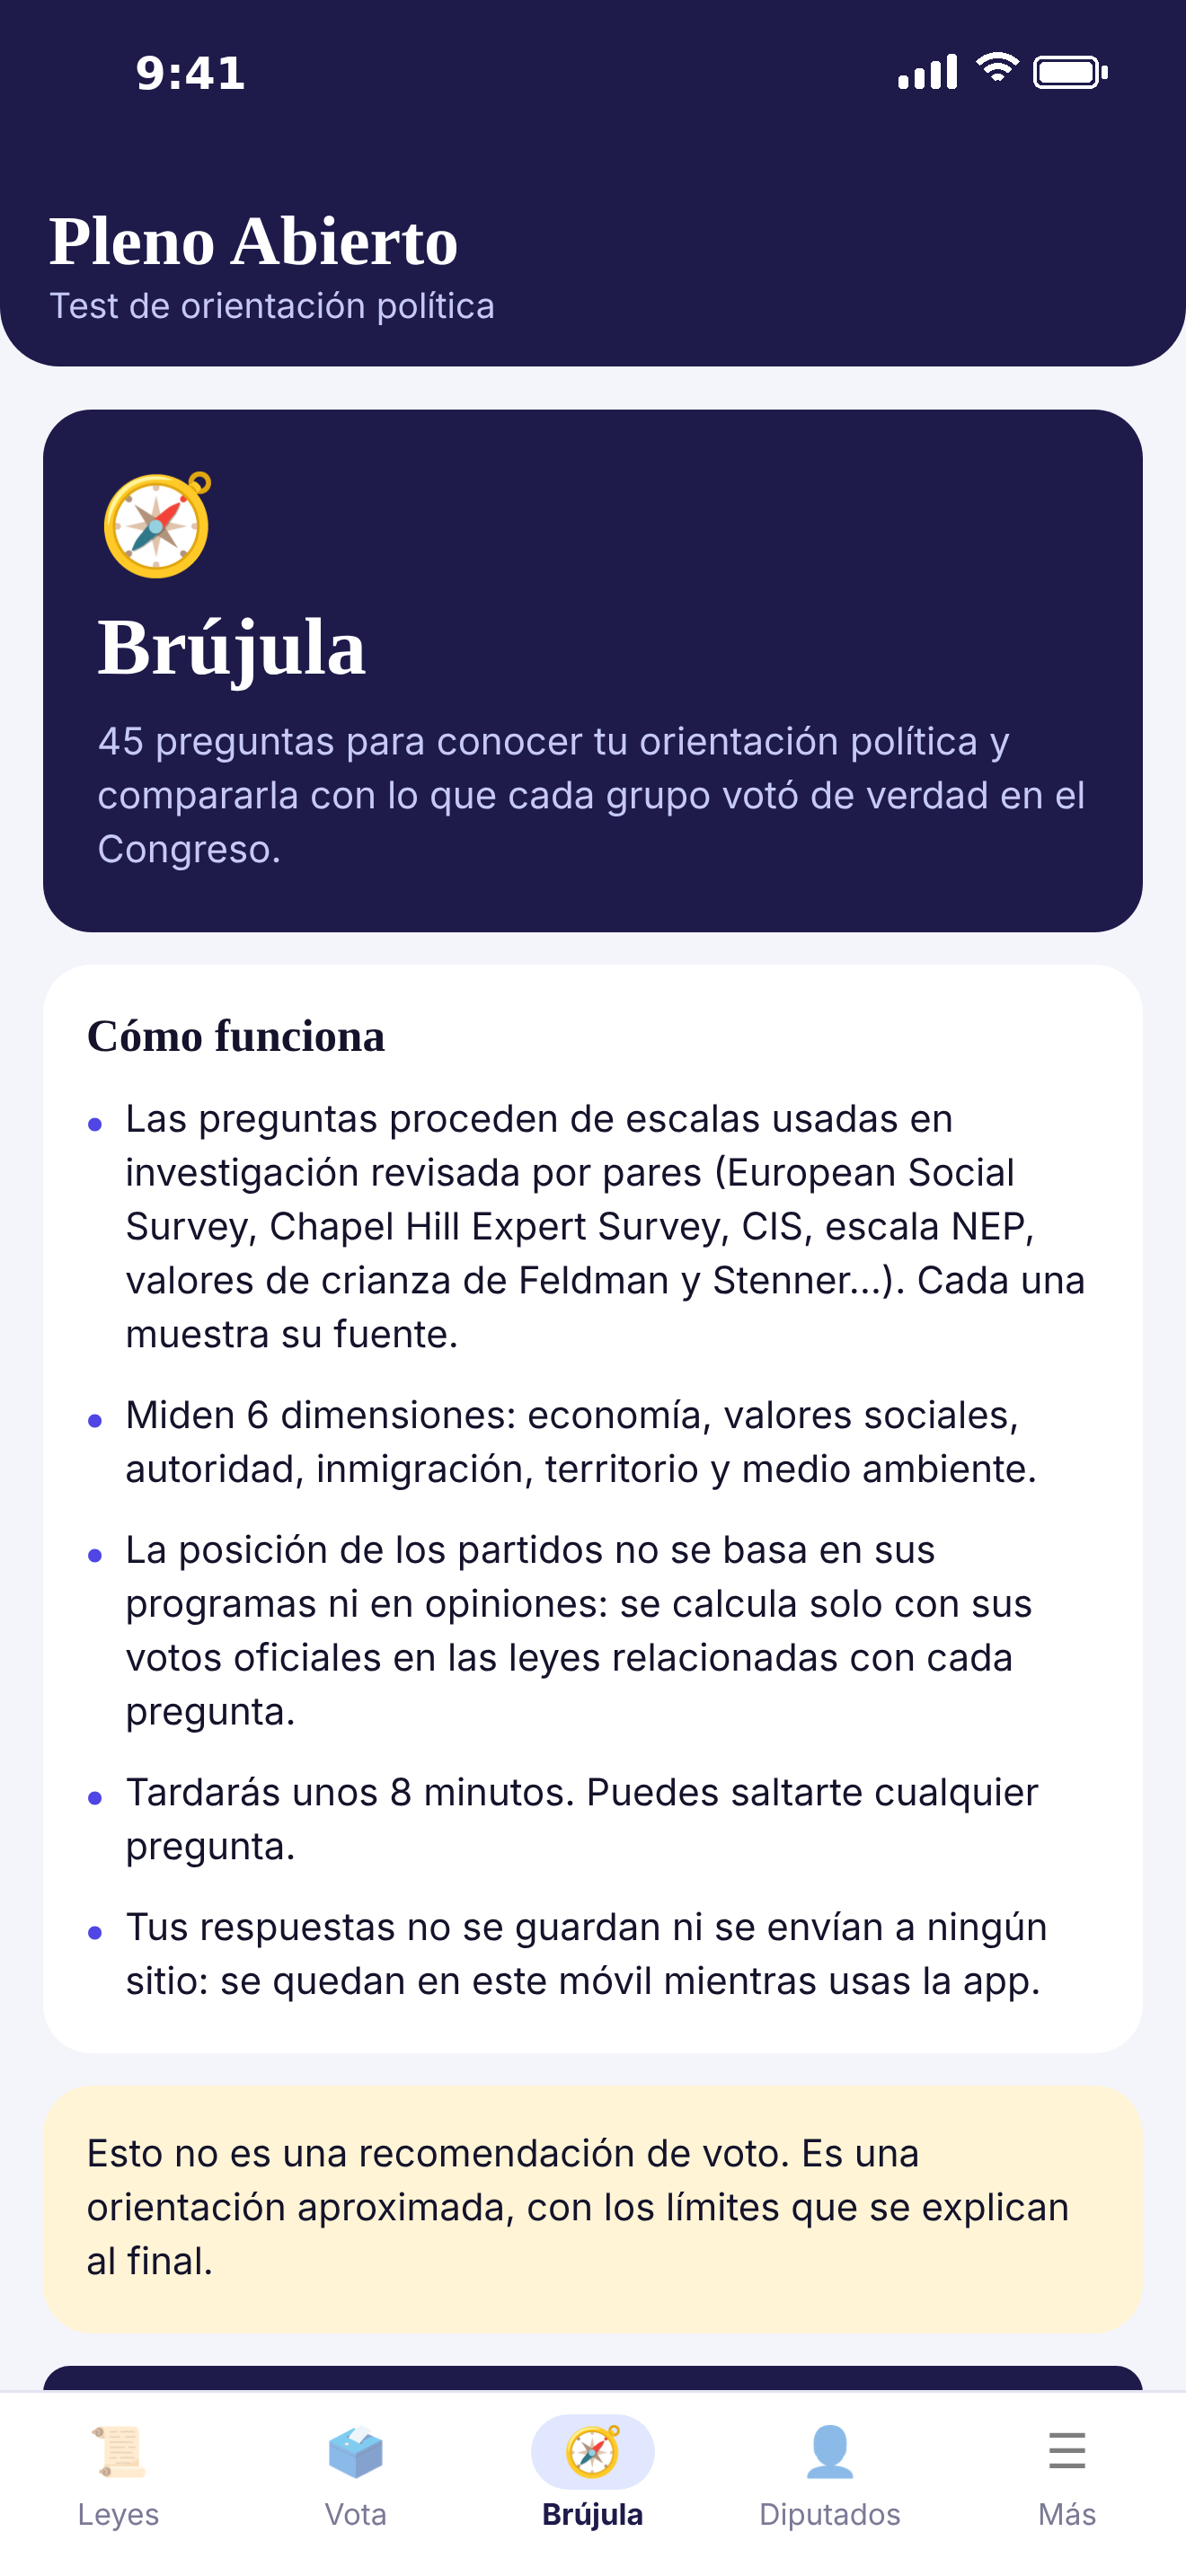 9:41
Pleno Abierto
Test de orientación política
Brújula
45 preguntas para conocer tu orientación política y
compararla con lo que cada grupo votó de verdad en el
Congreso.
Cómo funciona
• Las preguntas proceden de escalas usadas en
investigación revisada por pares (European Social
Survey, Chapel Hill Expert Survey, CIS, escala NEP,
valores de crianza de Feldman y Stenner...). Cada una
muestra su fuente.
• Miden 6 dimensiones: economía, valores sociales,
autoridad, inmigración, territorio y medio ambiente.
• La posición de los partidos no se basa en sus
programas ni en opiniones: se calcula solo con sus
votos oficiales en las leyes relacionadas con cada
pregunta.
• Tardarás unos 8 minutos. Puedes saltarte cualquier
pregunta.
• Tus respuestas no se guardan ni se envían a ningún
sitio: se quedan en este móvil mientras usas la app.
Esto no es una recomendación de voto. Es una
orientación aproximada, con los límites que se explican
al final.
Leyes
Vota
Brújula
Diputados
Más